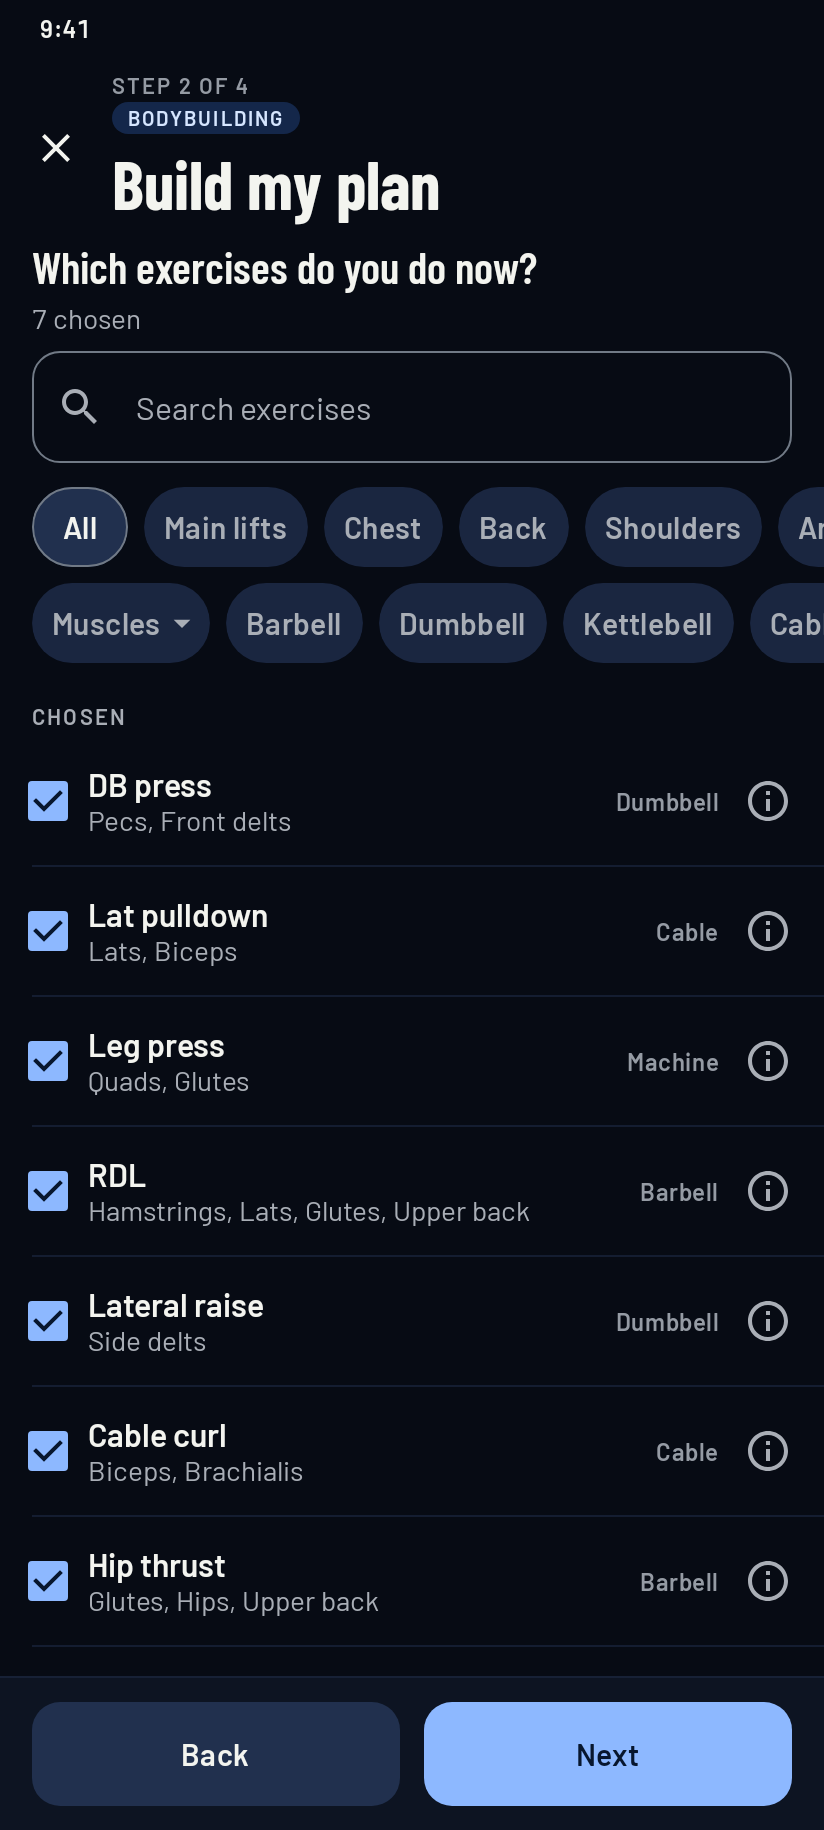 9:41
STEP 2 OF 4
BODYBUILDING
Build my plan
Which exercises do you do now?
7 chosen
Search exercises
All Main lifts Chest Back Shoulders
Muscles Barbell Dumbbell Kettlebell
CHOSEN
DB press
Pecs, Front delts
Dumbbell
Lat pulldown
Lats, Biceps
Cable
Leg press
Quads, Glutes
Machine
RDL
Hamstrings, Lats, Glutes, Upper back
Barbell
Lateral raise
Side delts
Dumbbell
Cable curl
Biceps, Brachialis
Cable
Hip thrust
Glutes, Hips, Upper back
Barbell
Back Next